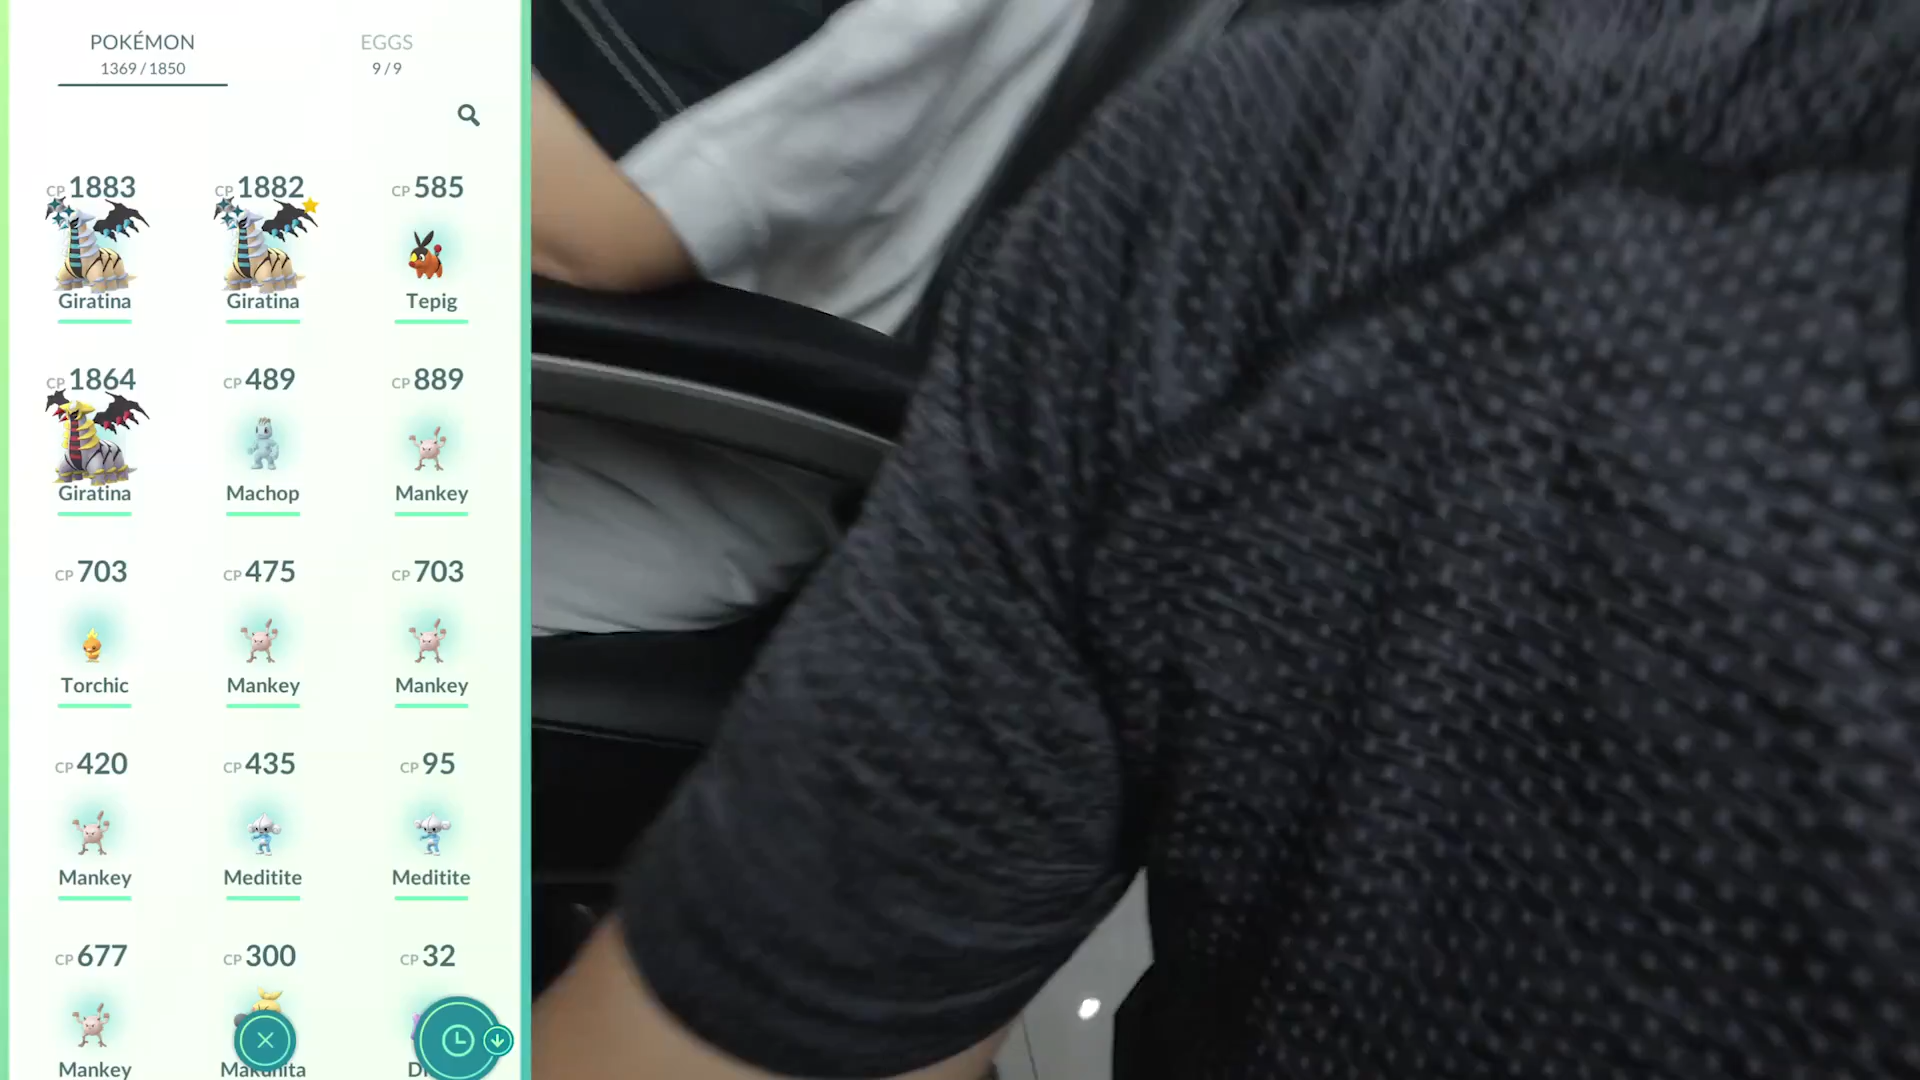 POKÉMON EGGS
1369 / 1850 9 / 9
CP 1883 CP 1882 CP 585
Giratina Giratina Tepig
CP 1864 CP 489 CP 889
Giratina Machop Mankey
CP 703 CP 475 CP 703
Torchic Mankey Mankey
CP 420 CP 435 CP 95
Mankey Meditite Meditite
CP 677 CP 300 CP 32
Mankey